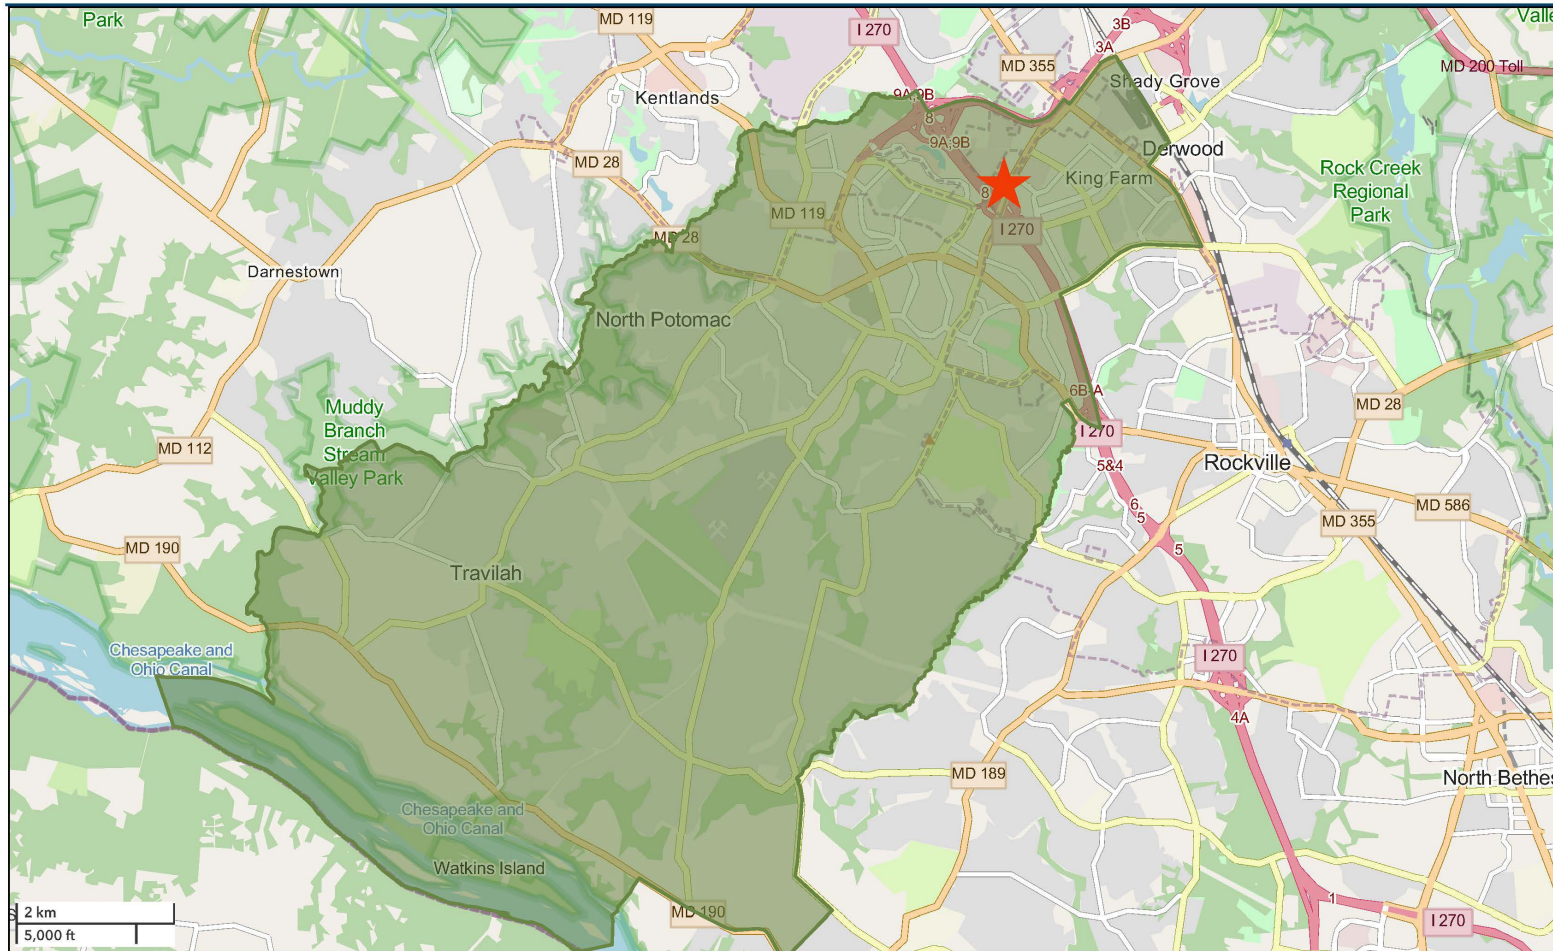 Park
MD 119
I 270
3B
3A
Valle
MD 355
MD 200 Toll
Shady Grove
Kentlands
9A;9B
8
9A;9B
Derwood
MD 28
King Farm
Rock Creek
Regional
Park
8
MD 119
I 270
MD 28
Darnestown
North Potomac
6B-A
MD 28
Muddy
Branch
Stream
Valley Park
I 270
MD 112
5&4
Rockville
6,
5
MD 586
MD 355
MD 190
5
Travilah
Chesapeake and
Ohio Canal
I 270
4A
MD 189
North Bethes
Chesapeake and
Ohio Canal
Watkins Island
1
MD 190
I 270
S
2 km
5,000 ft